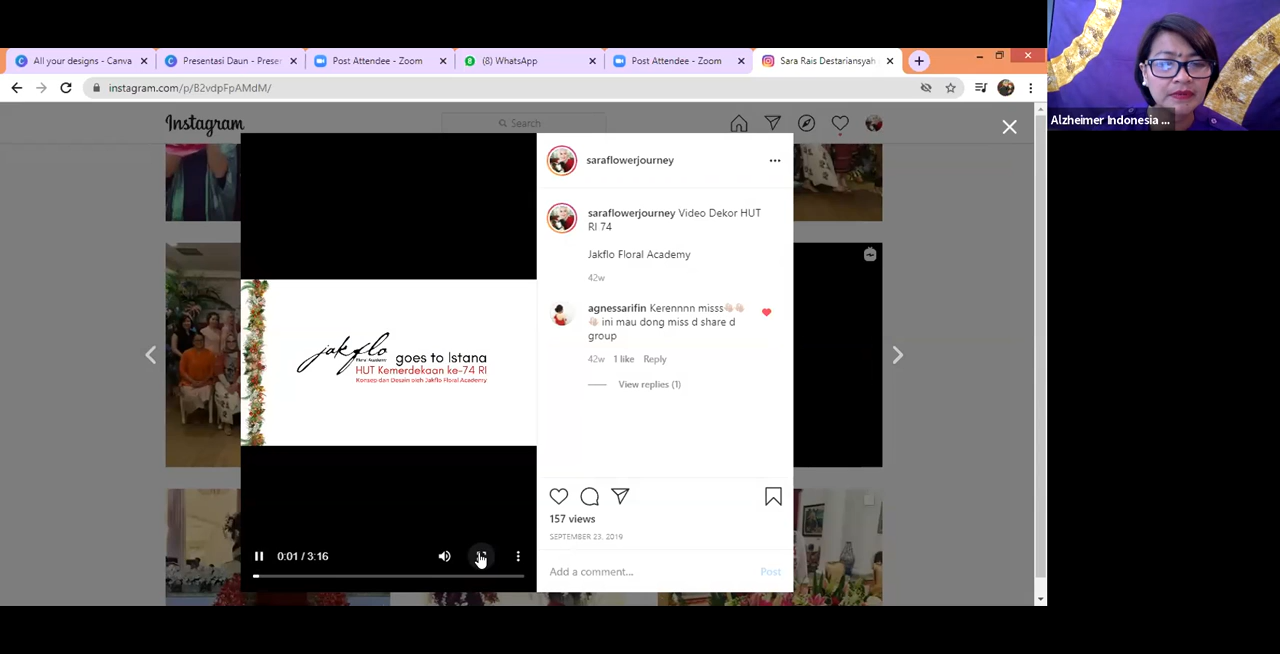 All your designs - Canva
Presentasi Daun - Prese
Post Attendee - Zoom
(8) WhatsApp
Post Attendee - Zoom
Sara Rais Destariansyah
instagram.com/p/B2vdpFpAMdM/
Alzheimer Indonesia ...
Instagram
Search
saraflowerjourney
saraflowerjourney Video Dekor HUT
RI 74
Jakflo Floral Academy
42w
agnessarifin Kerennnn misss
ini mau dong miss d share d
group
42w 1 like Reply
View replies (1)
jakflo goes to Istana
HUT Kemerdekaan ke-74 RI
Konsep dan Desain oleh Jakflo Floral Academy
157 views
SEPTEMBER 23, 2019
0:01 / 3:16
Add a comment... Post